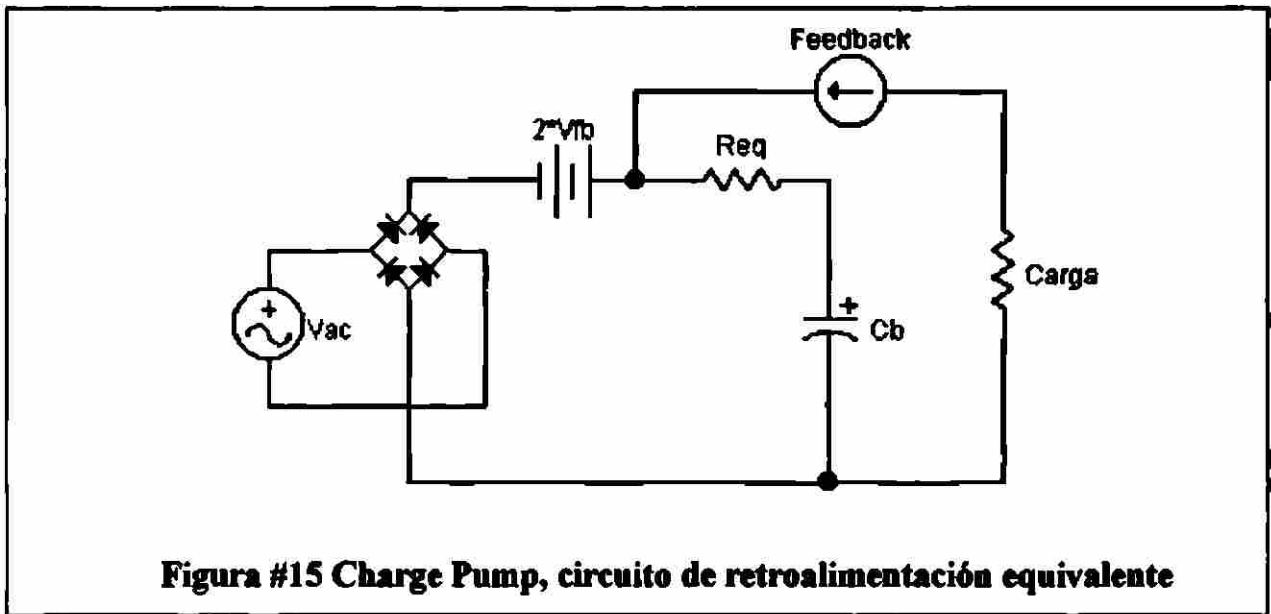 Feedback
2*Vfb
Req
+
Carga
+
Vac
Cb
Figura #15 Charge Pump, circuito de retroalimentación equivalente